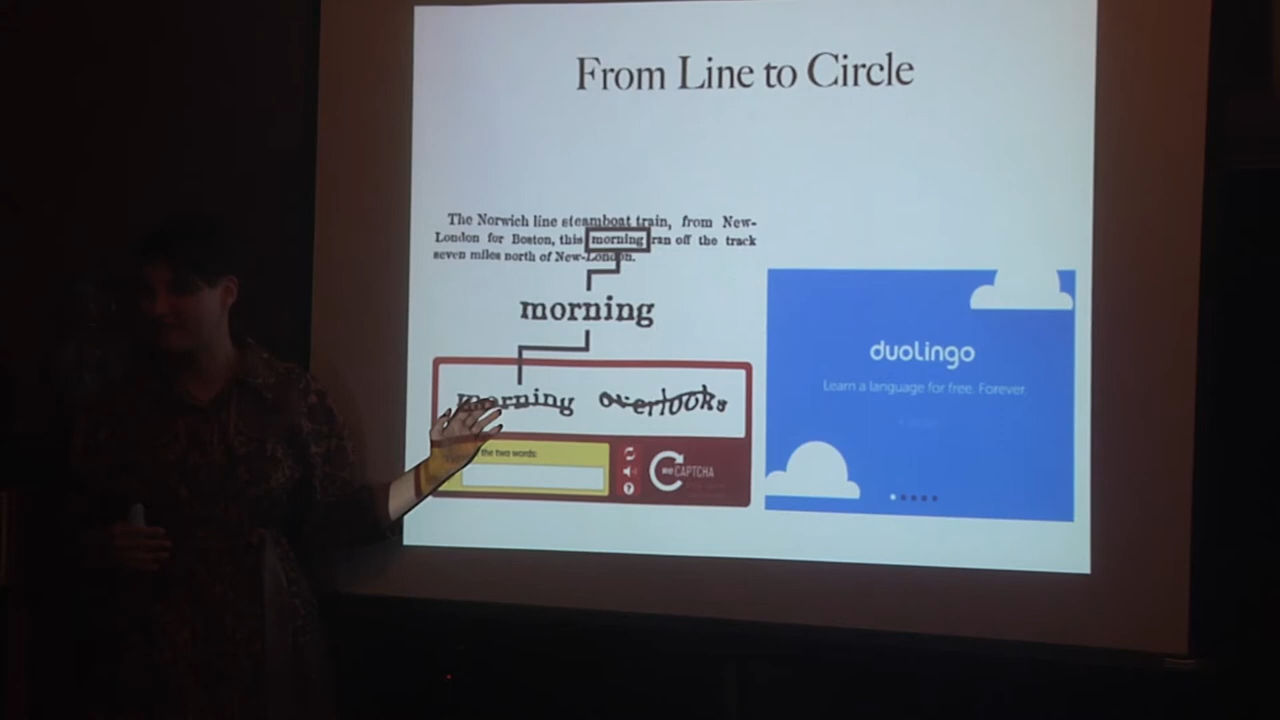 From Line to Circle
The Norwich line steamboat train, from New-
London for Boston, this morning ran off the track
seven miles north of New-London.
morning
morning overlooks
the two words:
reCAPTCHA
duolingo
Learn a language for free. Forever.